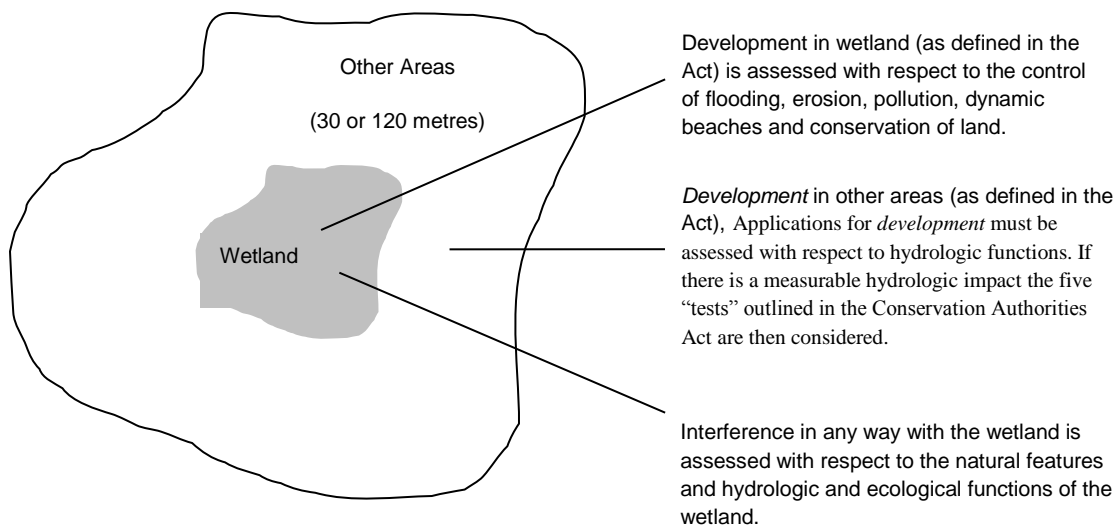 Other Areas
(30 or 120 metres)
Wetland
Development in wetland (as defined in the
Act) is assessed with respect to the control
of flooding, erosion, pollution, dynamic
beaches and conservation of land.
Development in other areas (as defined in the
Act), Applications for development must be
assessed with respect to hydrologic functions. If
there is a measurable hydrologic impact the five
“tests” outlined in the Conservation Authorities
Act are then considered.
Interference in any way with the wetland is
assessed with respect to the natural features
and hydrologic and ecological functions of the
wetland.